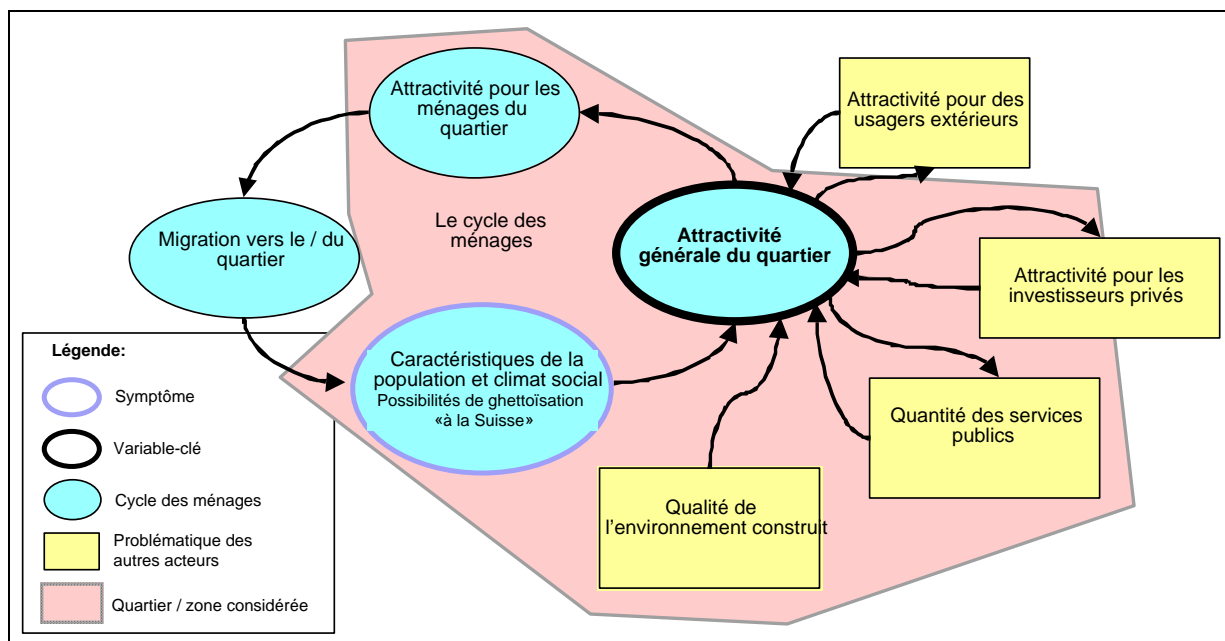 Attractivité pour les
ménages du
quartier
Attractivité pour des
usagers extérieurs
Migration vers le / du
quartier
Le cycle des
ménages
Attractivité
générale du quartier
Attractivité pour les
investisseurs privés
Caractéristiques de la
population et climat social
Possibilités de ghettoïsation
«à la Suisse»
Quantité des services
publics
Qualité de
l'environnement construit
Légende:
Symptôme
Variable-clé
Cycle des ménages
Problématique des
autres acteurs
Quartier / zone considérée